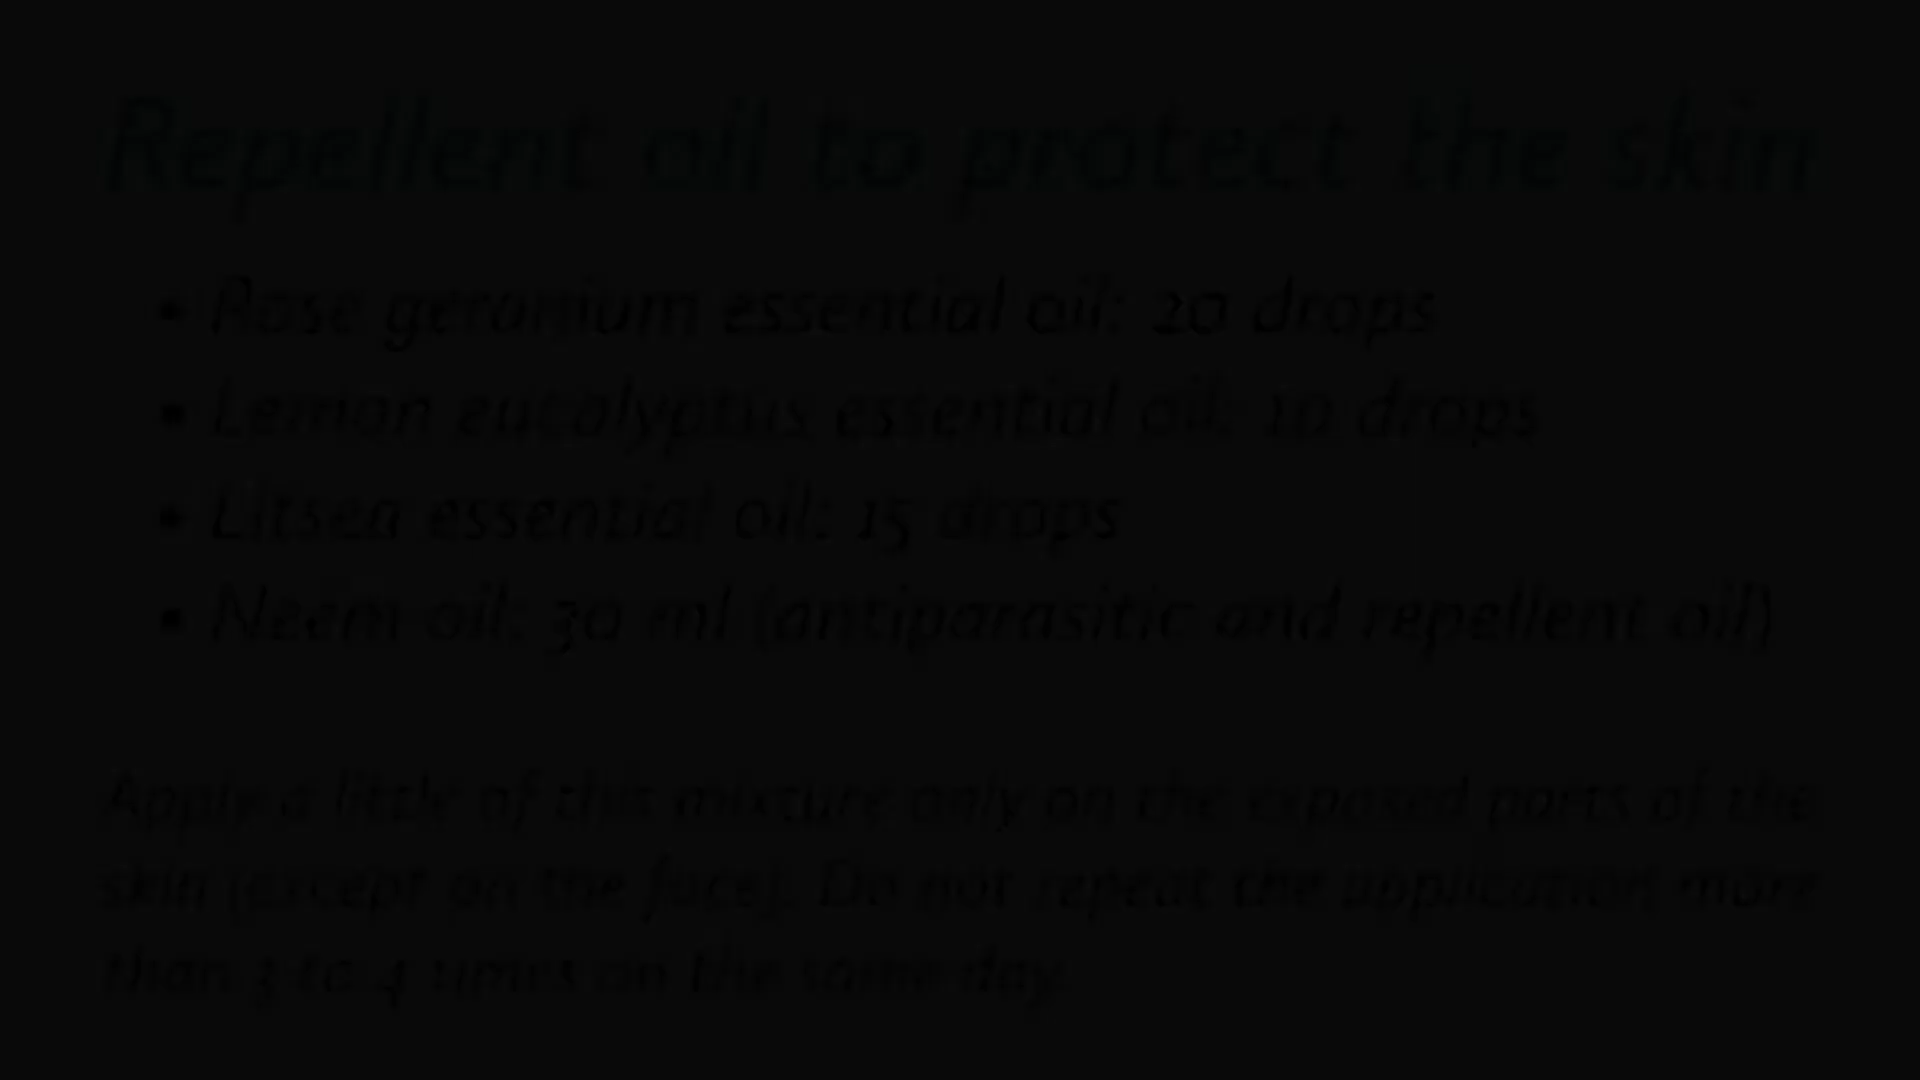 Repellent oil to protect the skin
• Rose geranium essential oil: 20 drops
• Lemon eucalyptus essential oil: 10 drops
• Litsea essential oil: 15 drops
• Neem oil: 30 ml (antiparasitic and repellent oil)
Apply a little of this mixture only on the exposed parts of the
skin (except on the face). Do not repeat the application more
than 3 to 4 times on the same day.